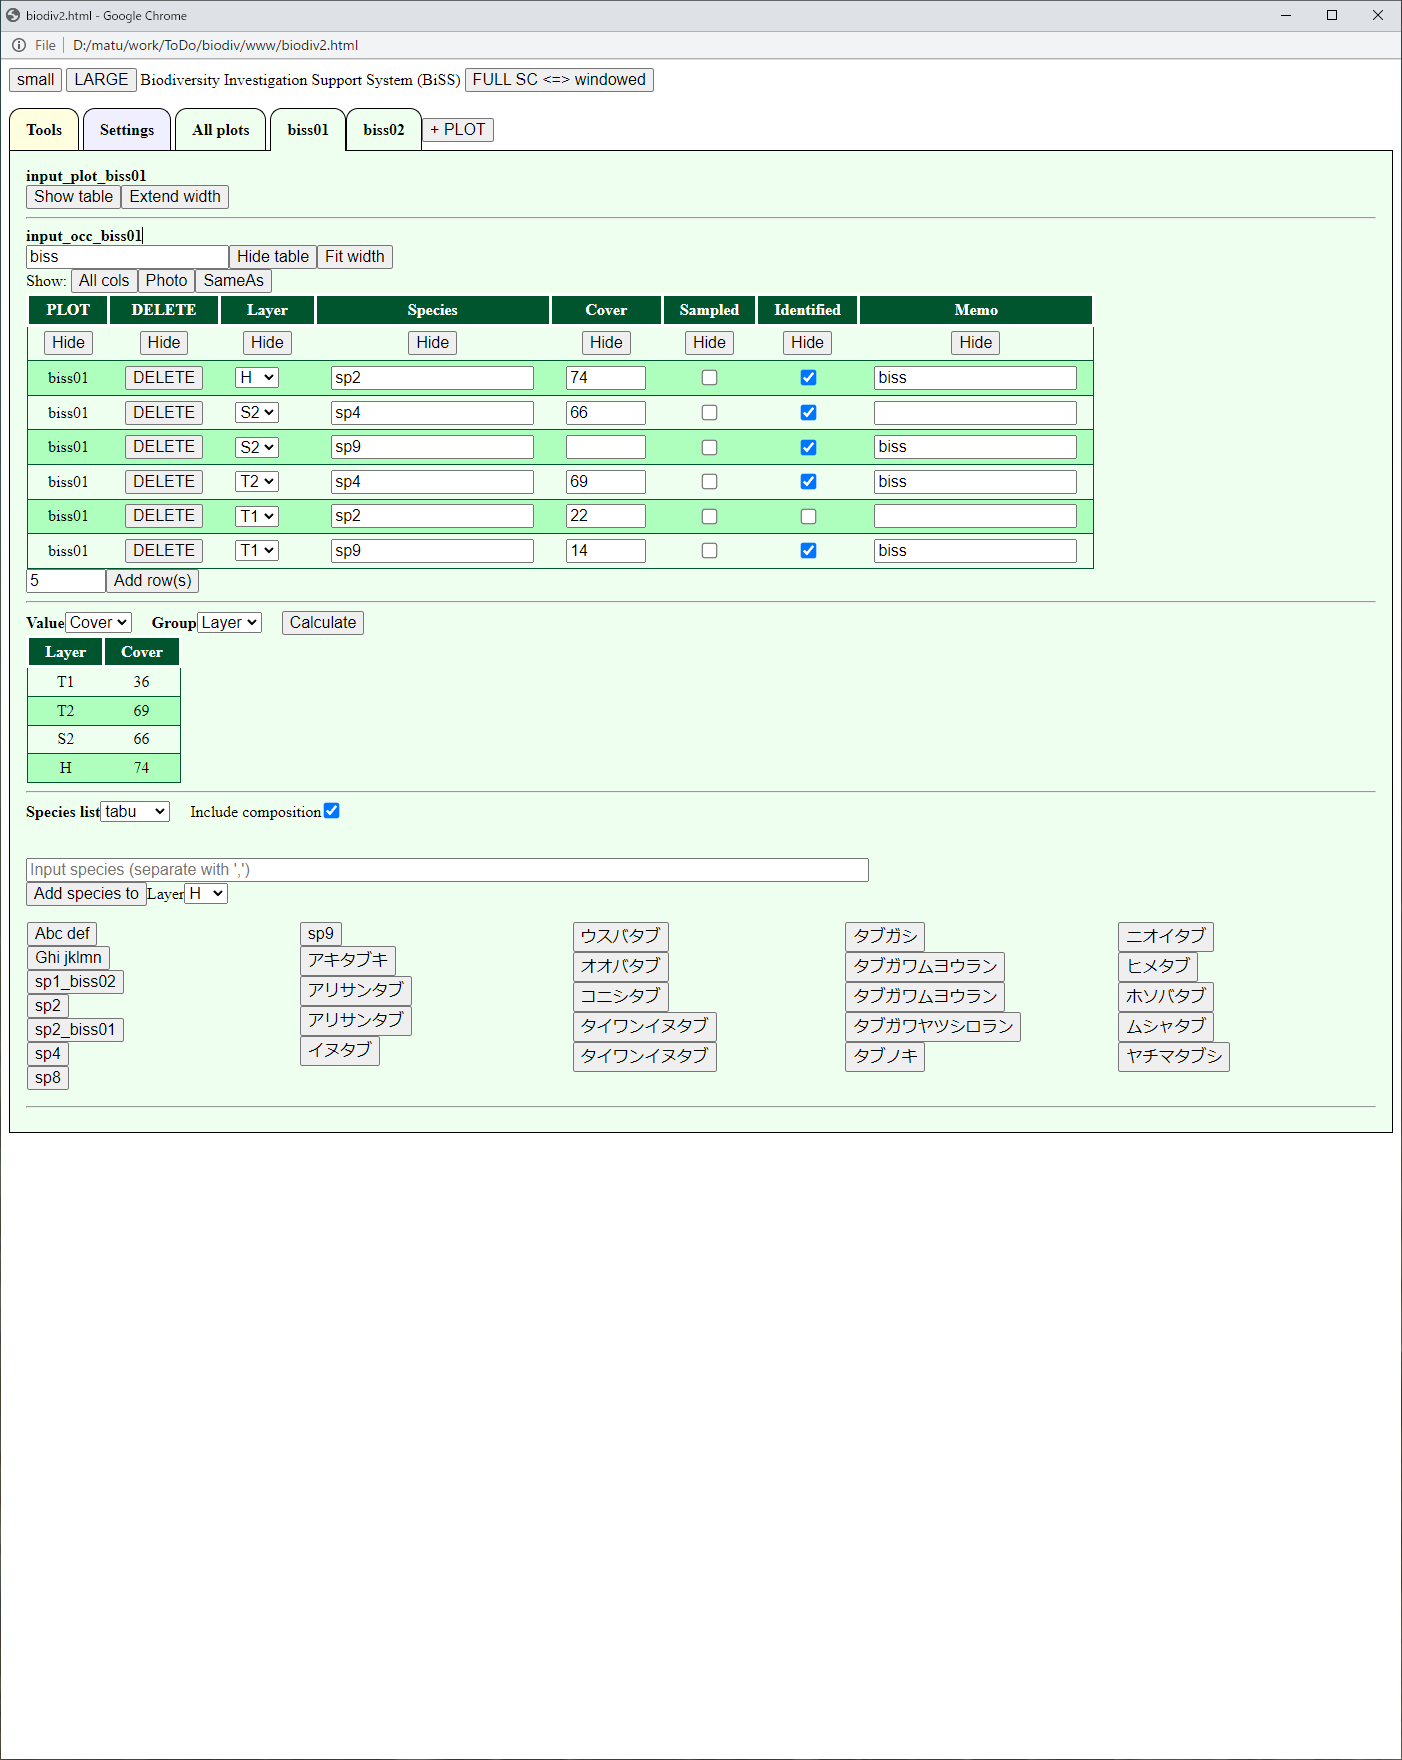 biodiv2.html - Google Chrome
File D:/matu/work/ToDo/biodiv/www/biodiv2.html
small LARGE Biodiversity Investigation Support System (BiSS) FULL SC <=> windowed
Tools Settings All plots biss01 biss02 + PLOT
input_plot_biss01
Show table Extend width
input_occ_biss01
biss Hide table Fit width
Show: All cols Photo SameAs
PLOT DELETE Layer Species Cover Sampled Identified Memo
Hide Hide Hide Hide Hide Hide Hide Hide
biss01 DELETE H sp2 74 biss
biss01 DELETE S2 sp4 66
biss01 DELETE S2 sp9 biss
biss01 DELETE T2 sp4 69 biss
biss01 DELETE T1 sp2 22
biss01 DELETE T1 sp9 14 biss
5 Add row(s)
Value Cover Group Layer Calculate
Layer Cover
T1 36
T2 69
S2 66
H 74
Species list tabu Include composition
Input species (separate with ',')
Add species to Layer H
Abc def
Ghi jklmn
sp1_biss02
sp2
sp2_biss01
sp4
sp8
sp9
アキタブキ
アリサンタブ
アリサンタブ
イヌタブ
ウスバタブ
オオバタブ
コニシタブ
タイワンイヌタブ
タイワンイヌタブ
タブガシ
タブガワムヨウラン
タブガワムヨウラン
タブガワヤツシロラン
タブノキ
ニオイタブ
ヒメタブ
ホソバタブ
ムシャタブ
ヤチマタブシ